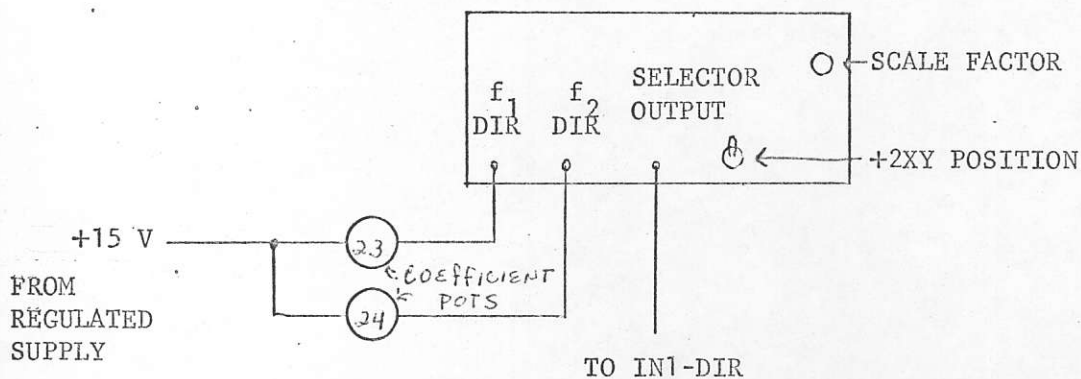 SCALE FACTOR
f1 DIR
f2 DIR
SELECTOR
OUTPUT
+2XY POSITION
+15 V
23
COEFFICIENT
POTS
24
FROM
REGULATED
SUPPLY
TO IN1-DIR